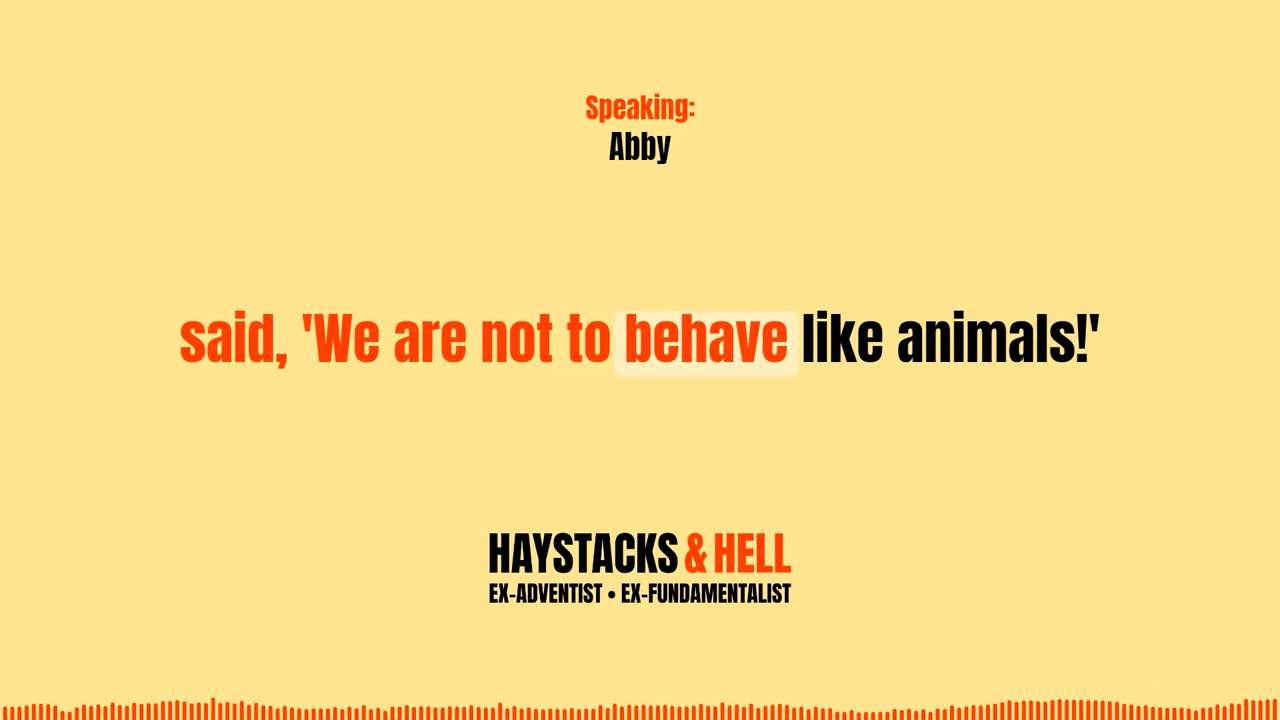 Speaking:
Abby
said, 'We are not to behave like animals!'
HAYSTACKS & HELL
EX-ADVENTIST • EX-FUNDAMENTALIST